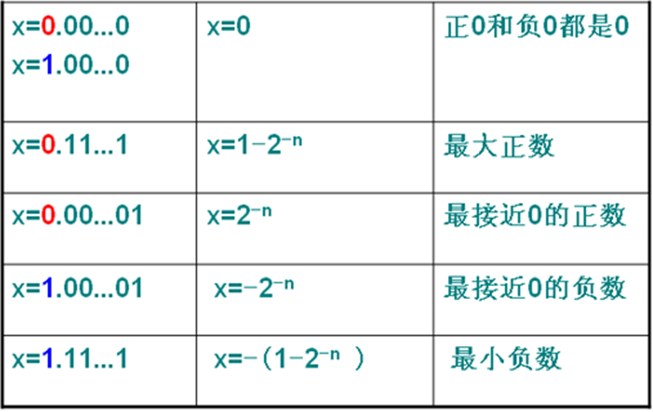 x=0.00...0 x=0 正0和负0都是0
x=1.00...0
x=0.11...1 x=1-2⁻ⁿ 最大正数
x=0.00...01 x=2⁻ⁿ 最接近0的正数
x=1.00...01 x=-2⁻ⁿ 最接近0的负数
x=1.11...1 x=-(1-2⁻ⁿ ) 最小负数